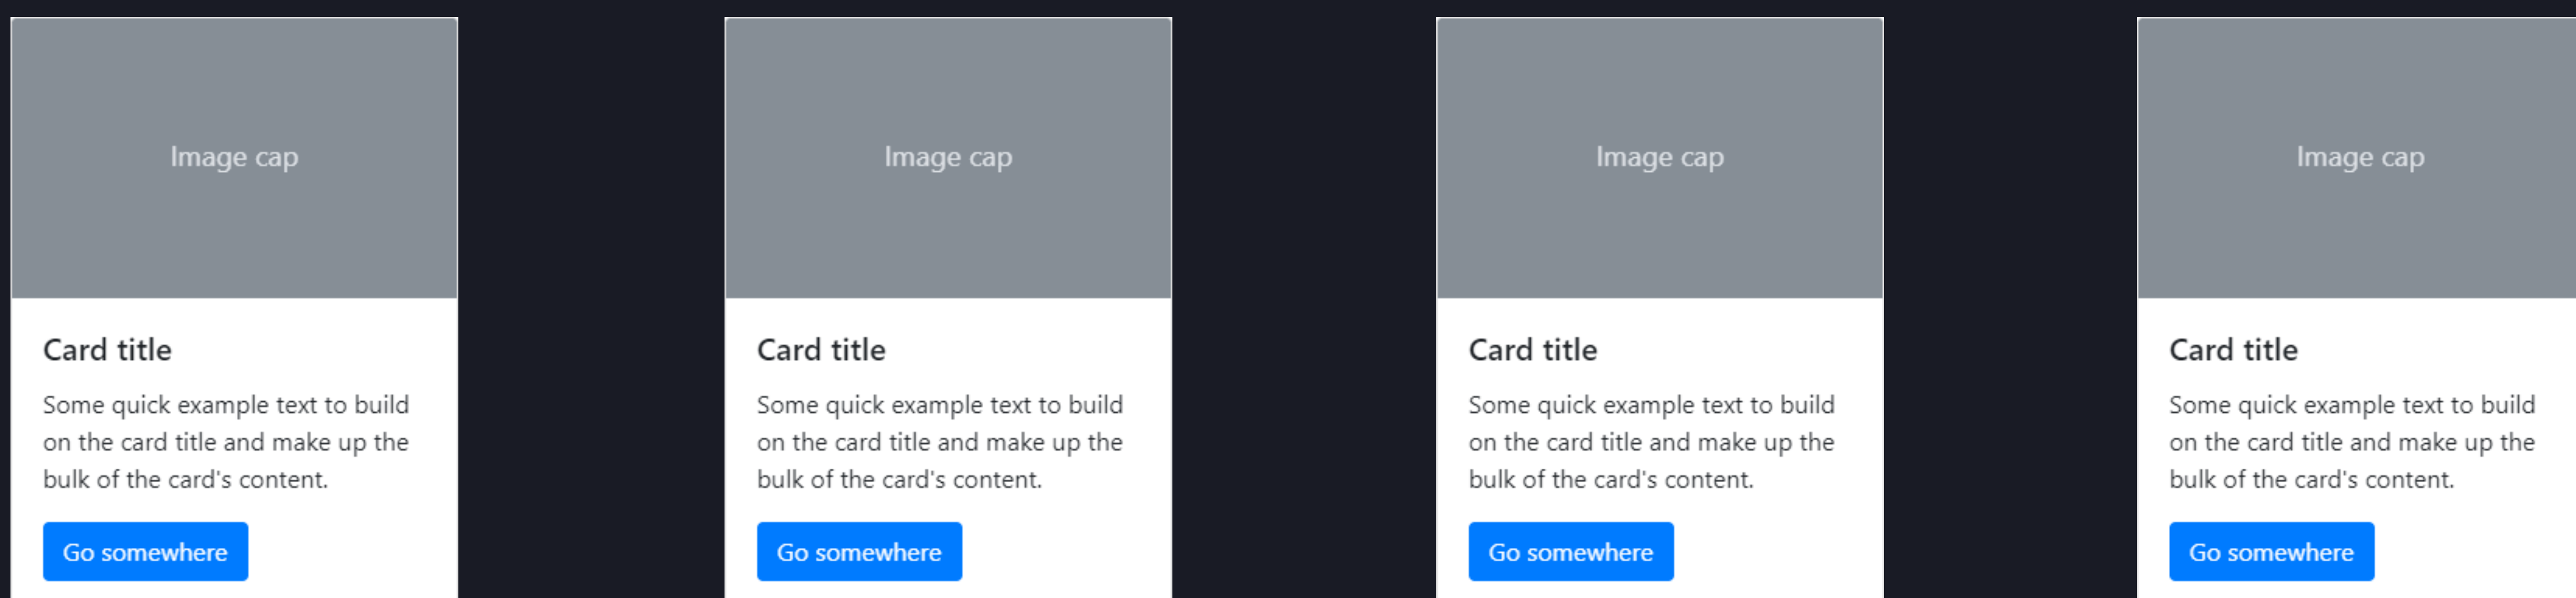 Image cap
Card title
Some quick example text to build
on the card title and make up the
bulk of the card's content.
Go somewhere
Image cap
Card title
Some quick example text to build
on the card title and make up the
bulk of the card's content.
Go somewhere
Image cap
Card title
Some quick example text to build
on the card title and make up the
bulk of the card's content.
Go somewhere
Image cap
Card title
Some quick example text to build
on the card title and make up the
bulk of the card's content.
Go somewhere